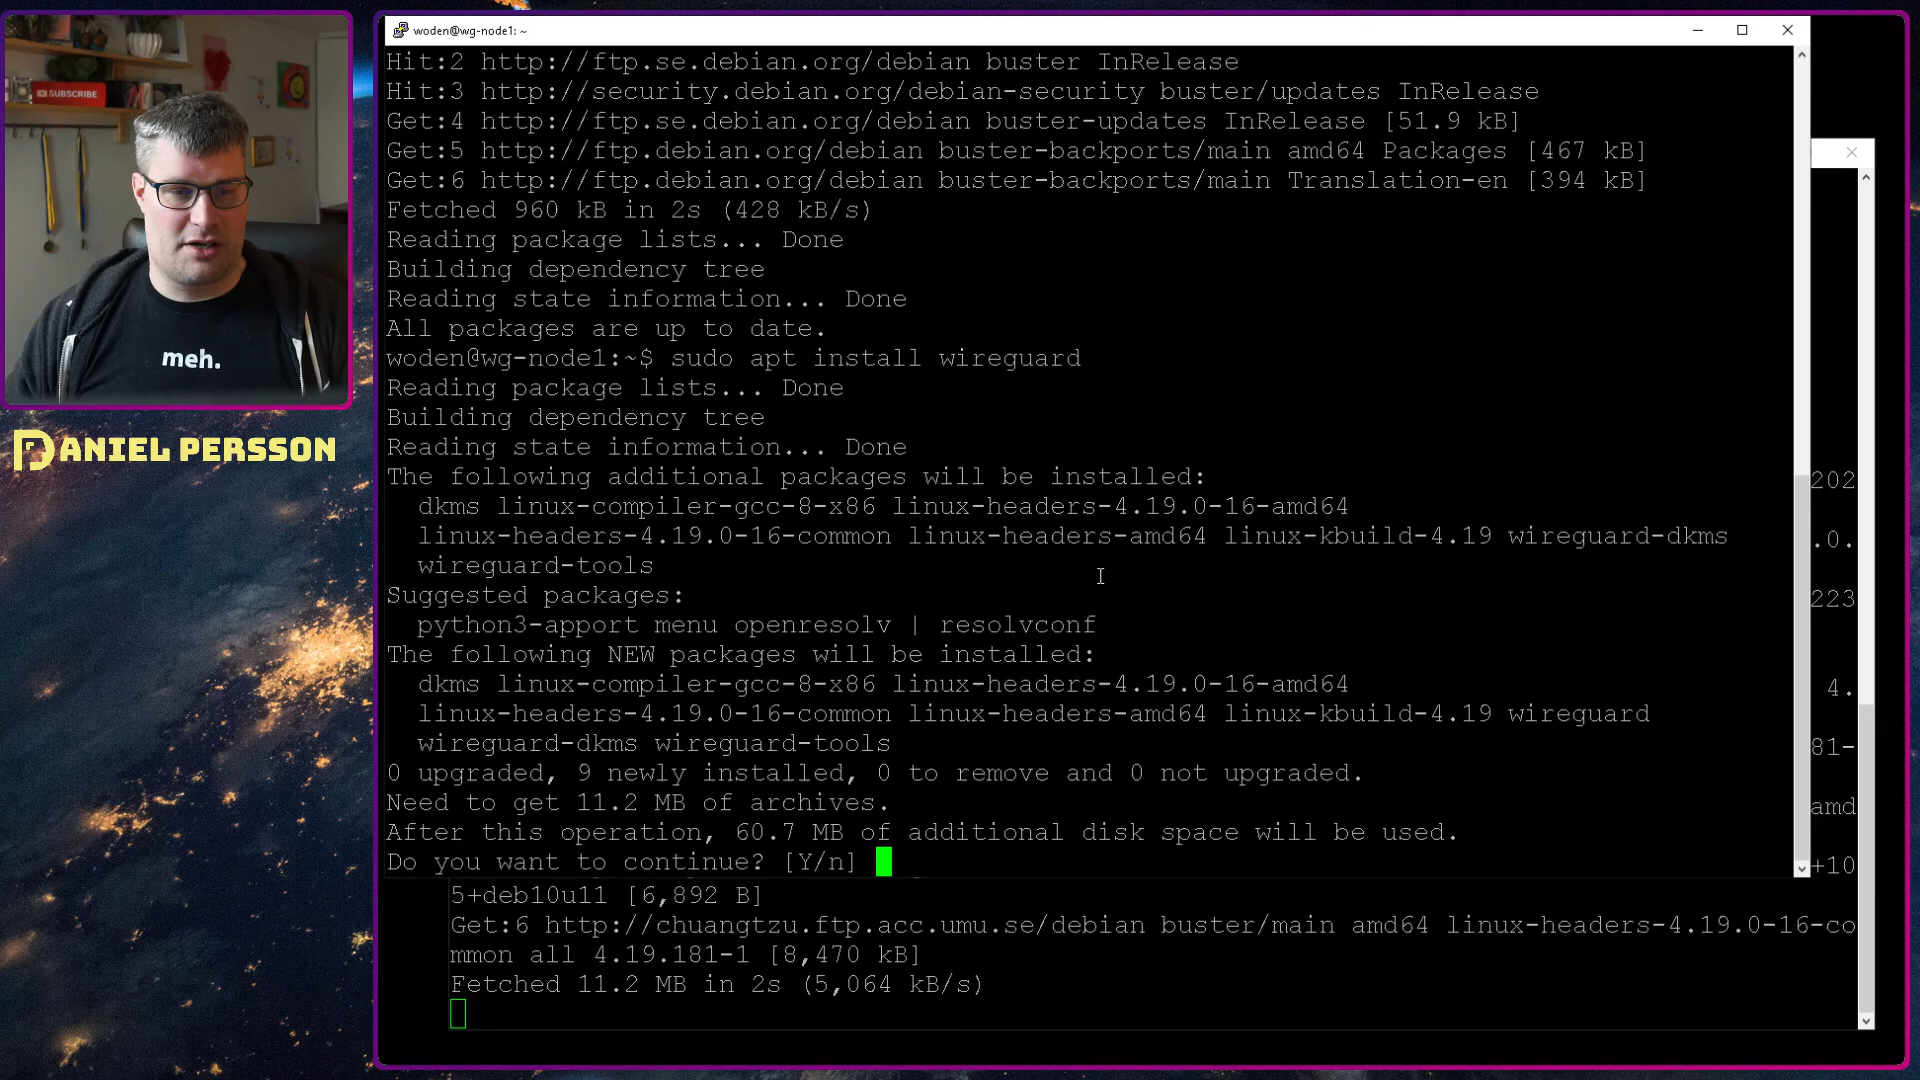 SUBSCRIBE
meh.
DANIEL PERSSON
woden@wg-node1: ~
Hit:2 http://ftp.se.debian.org/debian buster InRelease
Hit:3 http://security.debian.org/debian-security buster/updates InRelease
Get:4 http://ftp.se.debian.org/debian buster-updates InRelease [51.9 kB]
Get:5 http://ftp.debian.org/debian buster-backports/main amd64 Packages [467 kB]
Get:6 http://ftp.debian.org/debian buster-backports/main Translation-en [394 kB]
Fetched 960 kB in 2s (428 kB/s)
Reading package lists... Done
Building dependency tree
Reading state information... Done
All packages are up to date.
woden@wg-node1:~$ sudo apt install wireguard
Reading package lists... Done
Building dependency tree
Reading state information... Done
The following additional packages will be installed:
dkms linux-compiler-gcc-8-x86 linux-headers-4.19.0-16-amd64
linux-headers-4.19.0-16-common linux-headers-amd64 linux-kbuild-4.19 wireguard-dkms
wireguard-tools
Suggested packages:
python3-apport menu openresolv | resolvconf
The following NEW packages will be installed:
dkms linux-compiler-gcc-8-x86 linux-headers-4.19.0-16-amd64
linux-headers-4.19.0-16-common linux-headers-amd64 linux-kbuild-4.19 wireguard
wireguard-dkms wireguard-tools
0 upgraded, 9 newly installed, 0 to remove and 0 not upgraded.
Need to get 11.2 MB of archives.
After this operation, 60.7 MB of additional disk space will be used.
Do you want to continue? [Y/n]
202
.0.
223
4.
81-
amd
+10
5+deb10u11 [6,892 B]
Get:6 http://chuangtzu.ftp.acc.umu.se/debian buster/main amd64 linux-headers-4.19.0-16-co
mmon all 4.19.181-1 [8,470 kB]
Fetched 11.2 MB in 2s (5,064 kB/s)